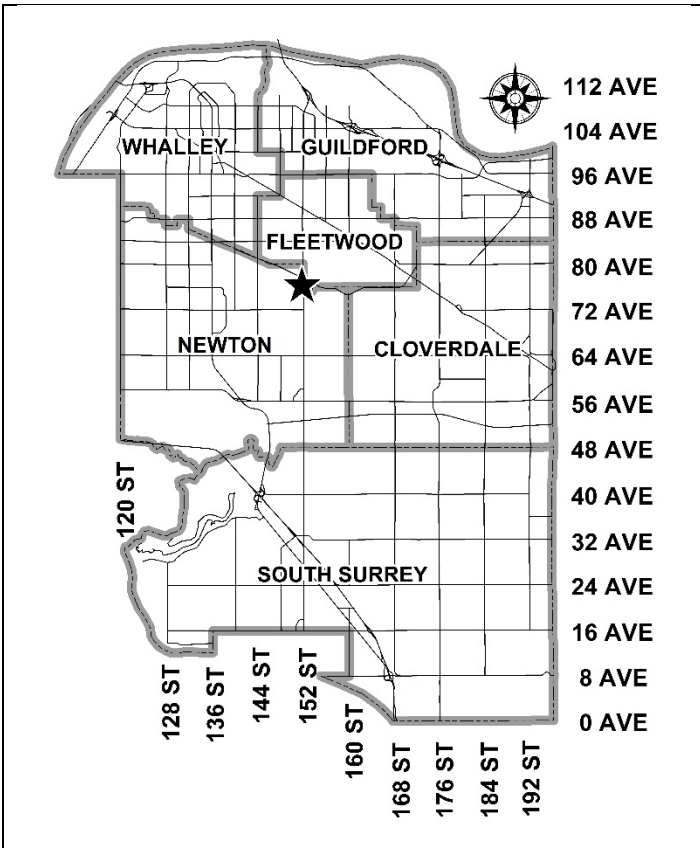 112 AVE
104 AVE
WHALLEY
GUILDFORD
96 AVE
88 AVE
FLEETWOOD
80 AVE
72 AVE
NEWTON
CLOVERDALE
64 AVE
56 AVE
48 AVE
120 ST
40 AVE
32 AVE
SOUTH SURREY
24 AVE
16 AVE
128 ST
136 ST
144 ST
152 ST
160 ST
8 AVE
0 AVE
168 ST
176 ST
184 ST
192 ST